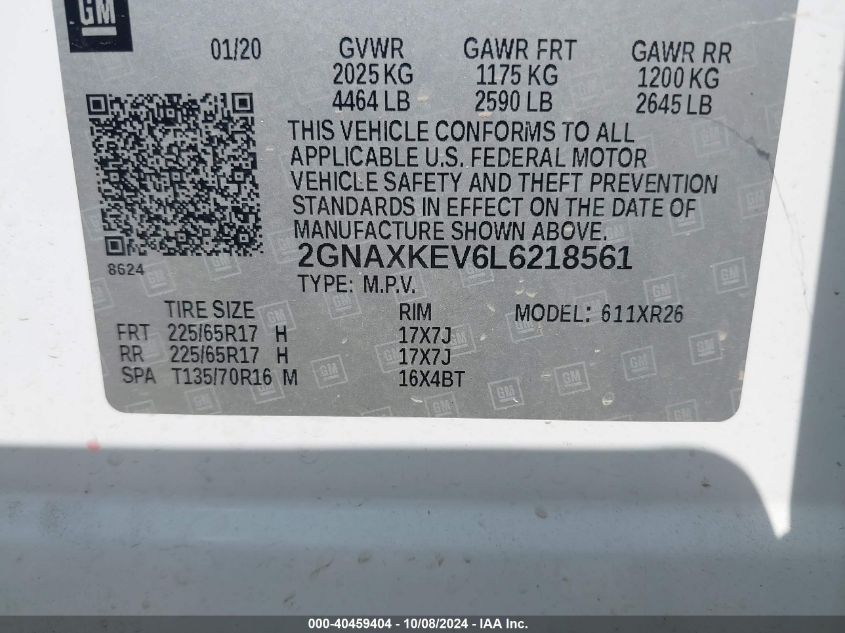 GM
01/20 GVWR GAWR FRT GAWR RR
2025 KG 1175 KG 1200 KG
4464 LB 2590 LB 2645 LB
THIS VEHICLE CONFORMS TO ALL
APPLICABLE U.S. FEDERAL MOTOR
VEHICLE SAFETY AND THEFT PREVENTION
STANDARDS IN EFFECT ON THE DATE OF
MANUFACTURE SHOWN ABOVE.
8624 2GNAXKEV6L6218561
TYPE: M.P.V.
TIRE SIZE RIM MODEL: 611XR26
FRT 225/65R17 H 17X7J
RR 225/65R17 H 17X7J
SPA T135/70R16 M 16X4BT
000-40459404 - 10/08/2024 - IAA Inc.